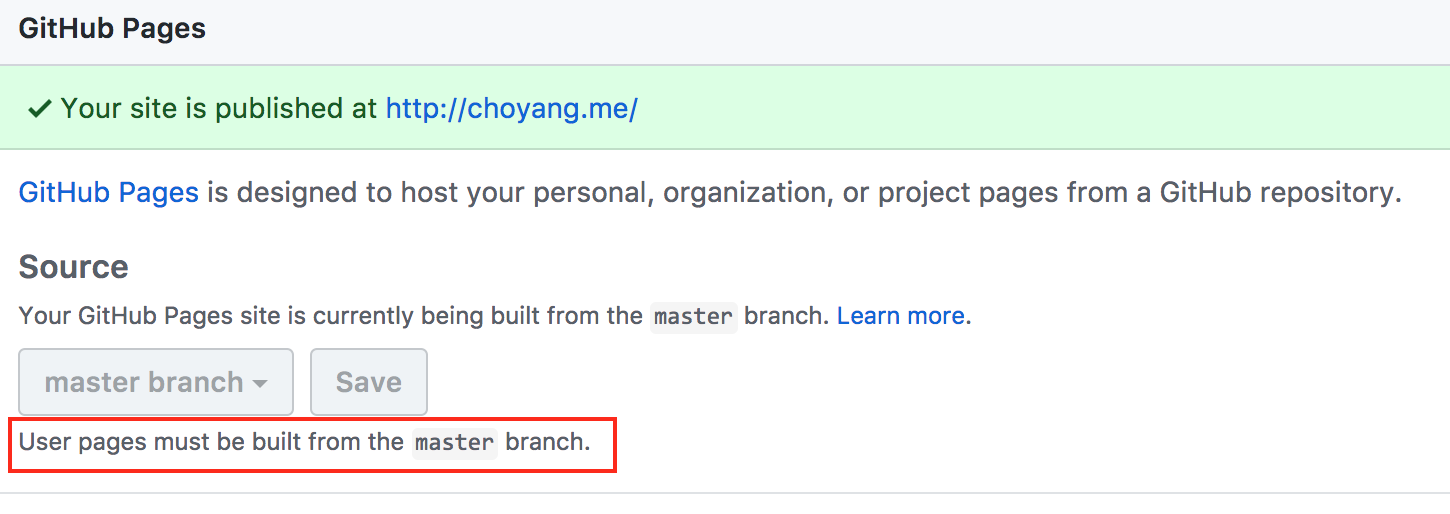 GitHub Pages
Your site is published at http://choyang.me/
GitHub Pages is designed to host your personal, organization, or project pages from a GitHub repository.
Source
Your GitHub Pages site is currently being built from the master branch. Learn more.
master branch Save
User pages must be built from the master branch.